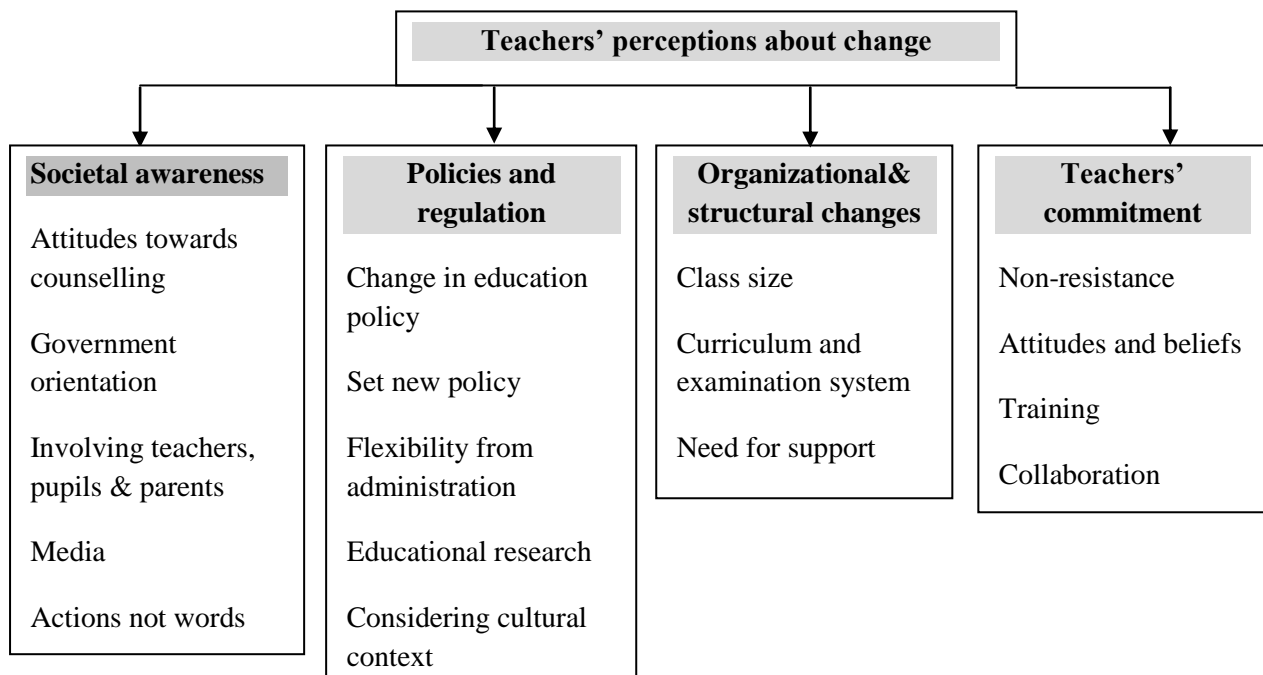 Teachers’ perceptions about change
Societal awareness
Attitudes towards
counselling
Government
orientation
Involving teachers,
pupils & parents
Media
Actions not words
Policies and
regulation
Change in education
policy
Set new policy
Flexibility from
administration
Educational research
Considering cultural
context
Organizational&
structural changes
Class size
Curriculum and
examination system
Need for support
Teachers’
commitment
Non-resistance
Attitudes and beliefs
Training
Collaboration